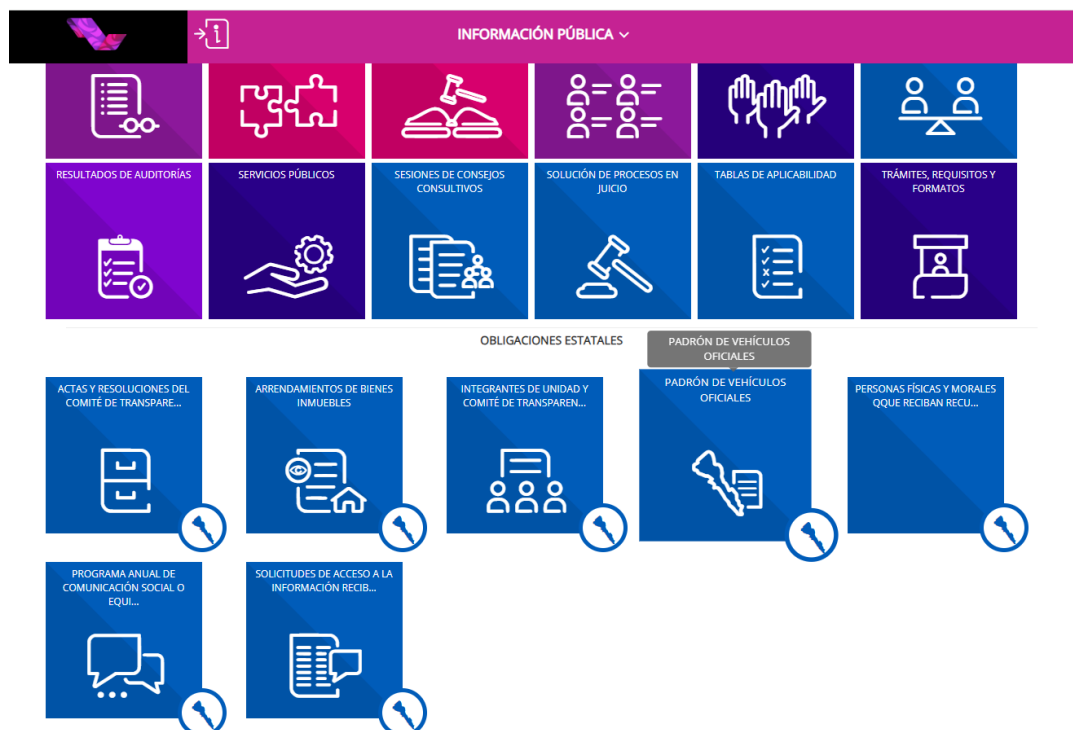 INFORMACIÓN PÚBLICA
RESULTADOS DE AUDITORÍAS
SERVICIOS PÚBLICOS
SESIONES DE CONSEJOS
CONSULTIVOS
SOLUCIÓN DE PROCESOS EN
JUICIO
TABLAS DE APLICABILIDAD
TRÁMITES, REQUISITOS Y
FORMATOS
OBLIGACIONES ESTATALES
PADRÓN DE VEHÍCULOS
OFICIALES
ACTAS Y RESOLUCIONES DEL
COMITÉ DE TRANSPARE...
ARRENDAMIENTOS DE BIENES
INMUEBLES
INTEGRANTES DE UNIDAD Y
COMITÉ DE TRANSPAREN...
PADRÓN DE VEHÍCULOS
OFICIALES
PERSONAS FÍSICAS Y MORALES
QQUE RECIBAN RECU...
PROGRAMA ANUAL DE
COMUNICACIÓN SOCIAL O
EQUI...
SOLICITUDES DE ACCESO A LA
INFORMACIÓN RECIB...